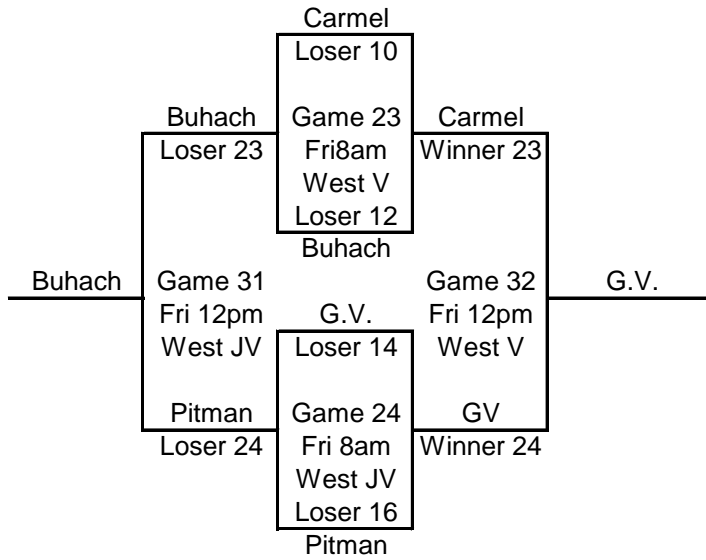 Carmel
Loser 10
Buhach Game 23 Carmel
Loser 23 Fri8am Winner 23
West V
Loser 12
Buhach
Buhach Game 31 Game 32 G.V.
Fri 12pm G.V. Fri 12pm
West JV Loser 14 West V
Pitman Game 24 GV
Loser 24 Fri 8am Winner 24
West JV
Loser 16
Pitman